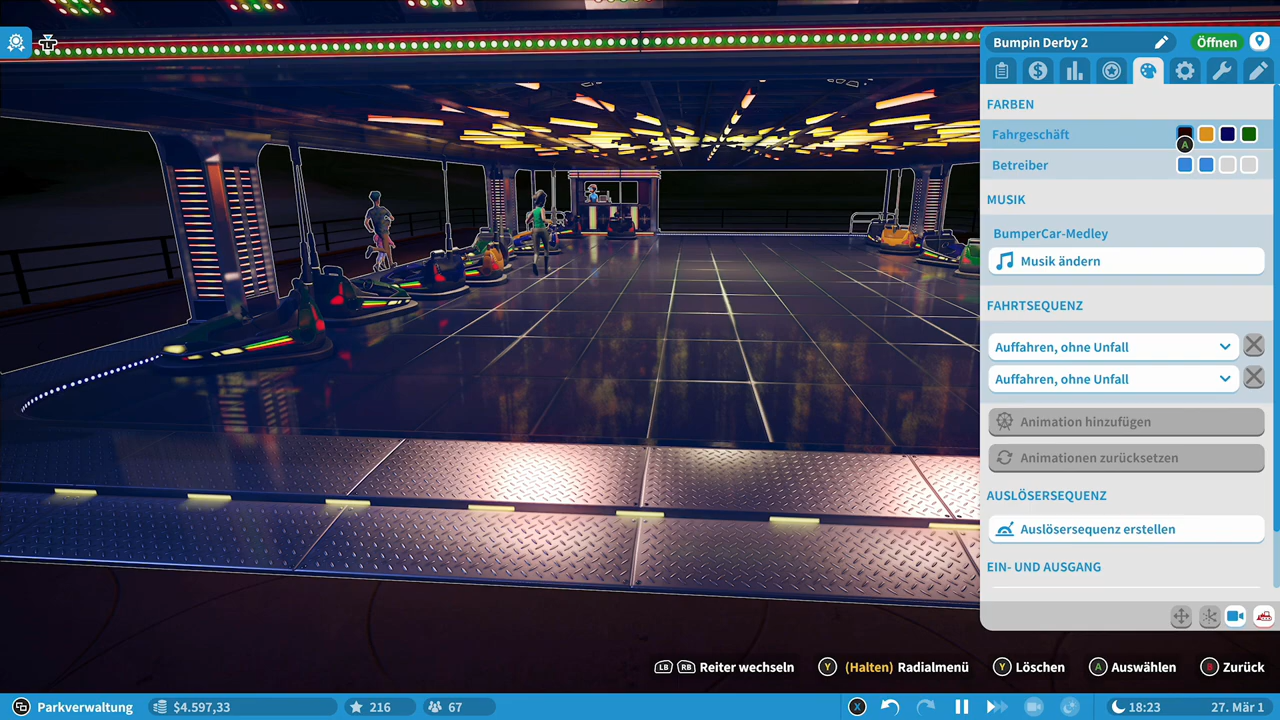 Bumpin Derby 2
Öffnen
FARBEN
Fahrgeschäft
A
Betreiber
MUSIK
BumperCar-Medley
Musik ändern
FAHRTSEQUENZ
Auffahren, ohne Unfall
Auffahren, ohne Unfall
Animation hinzufügen
Animationen zurücksetzen
AUSLÖSERSEQUENZ
Auslösersequenz erstellen
EIN- UND AUSGANG
LB RB Reiter wechseln Y (Halten) Radialmenü Y Löschen A Auswählen B Zurück
Parkverwaltung $4.597,33 216 67 X 18:23 27. Mär 1